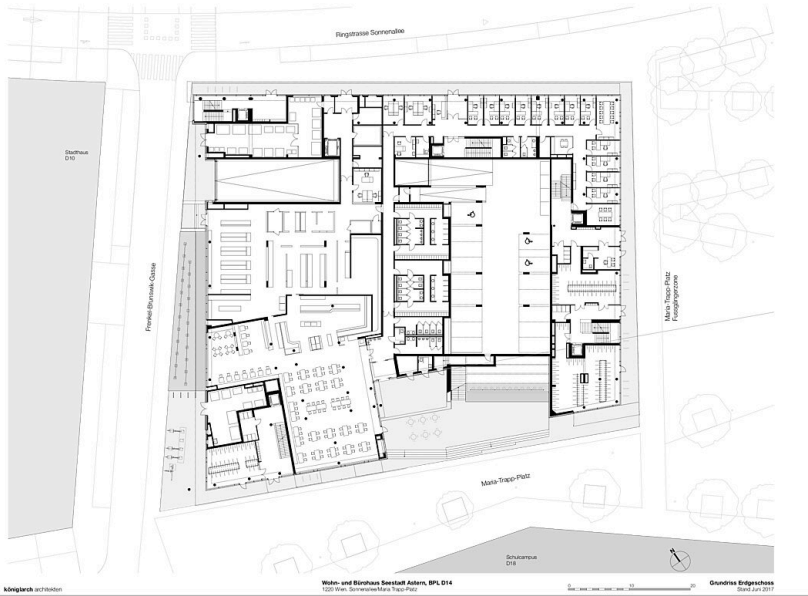 Ringstrasse Sonnenallee
Stadthaus
D10
Frenkel-Brunswik-Gasse
Maria-Trapp-Platz
Fussgängerzone
Maria-Trapp-Platz
Schulcampus
D18
königlarch architekten
Wohn- und Bürohaus Seestadt Aspern, BPL D14
1220 Wien, Sonnenallee/Maria Trapp-Platz
0 10 20
Grundriss Erdgeschoss
Stand Juni 2017